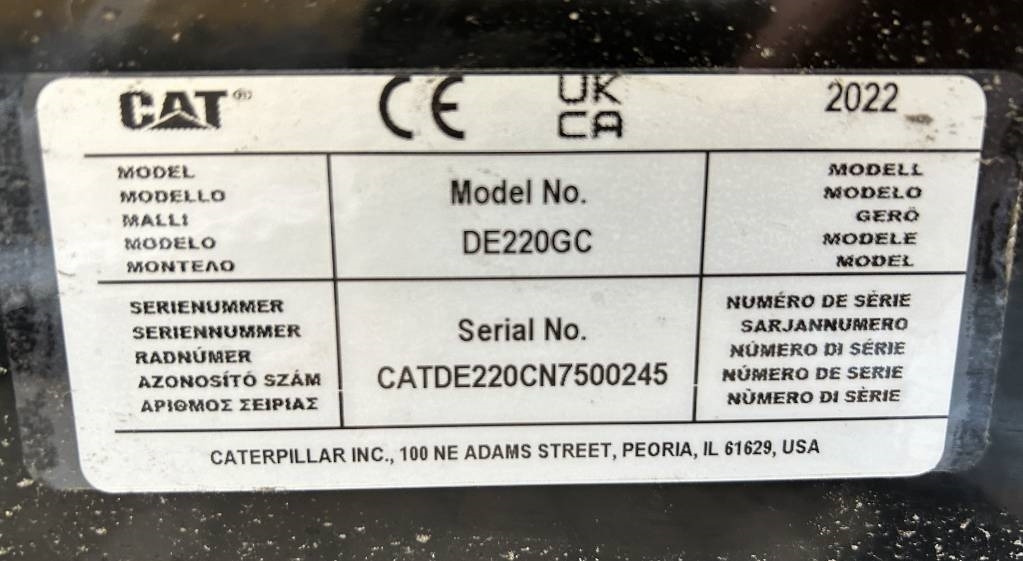 CAT®
CE
UK
CA
2022
MODEL
MODELLO
MALLI
MODELO
ΜΟΝΤΕΛΟ
Model No.
DE220GC
MODELL
MODELO
GERÖ
MODELE
MODEL
SERIENUMMER
SERIENNUMMER
RADNÚMER
AZONOSÍTÓ SZÁM
ΑΡΙΘΜΟΣ ΣΕΙΡΙΑΣ
Serial No.
CATDE220CN7500245
NUMÉRO DE SÉRIE
SARJANNUMERO
NÚMERO DI SÉRIE
NÚMERO DE SERIE
NÙMERO DI SÈRIE
CATERPILLAR INC., 100 NE ADAMS STREET, PEORIA, IL 61629, USA